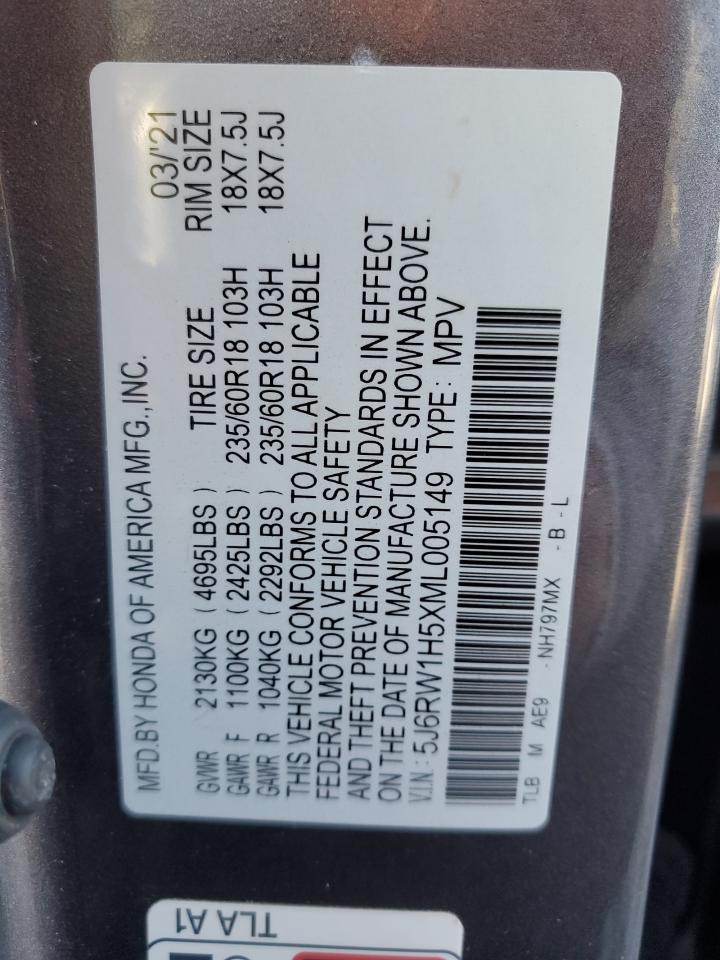 MFD.BY HONDA OF AMERICA MFG.,INC. 03/'21
GVWR 2130KG ( 4695LBS ) TIRE SIZE RIM SIZE
GAWR F 1100KG ( 2425LBS ) 235/60R18 103H 18X7.5J
GAWR R 1040KG ( 2292LBS ) 235/60R18 103H 18X7.5J
THIS VEHICLE CONFORMS TO ALL APPLICABLE
FEDERAL MOTOR VEHICLE SAFETY
AND THEFT PREVENTION STANDARDS IN EFFECT
ON THE DATE OF MANUFACTURE SHOWN ABOVE.
V.I.N.: 5J6RW1H5XML005149 TYPE: MPV
TLB M AE9 - NH797MX - B - L
TLA A1